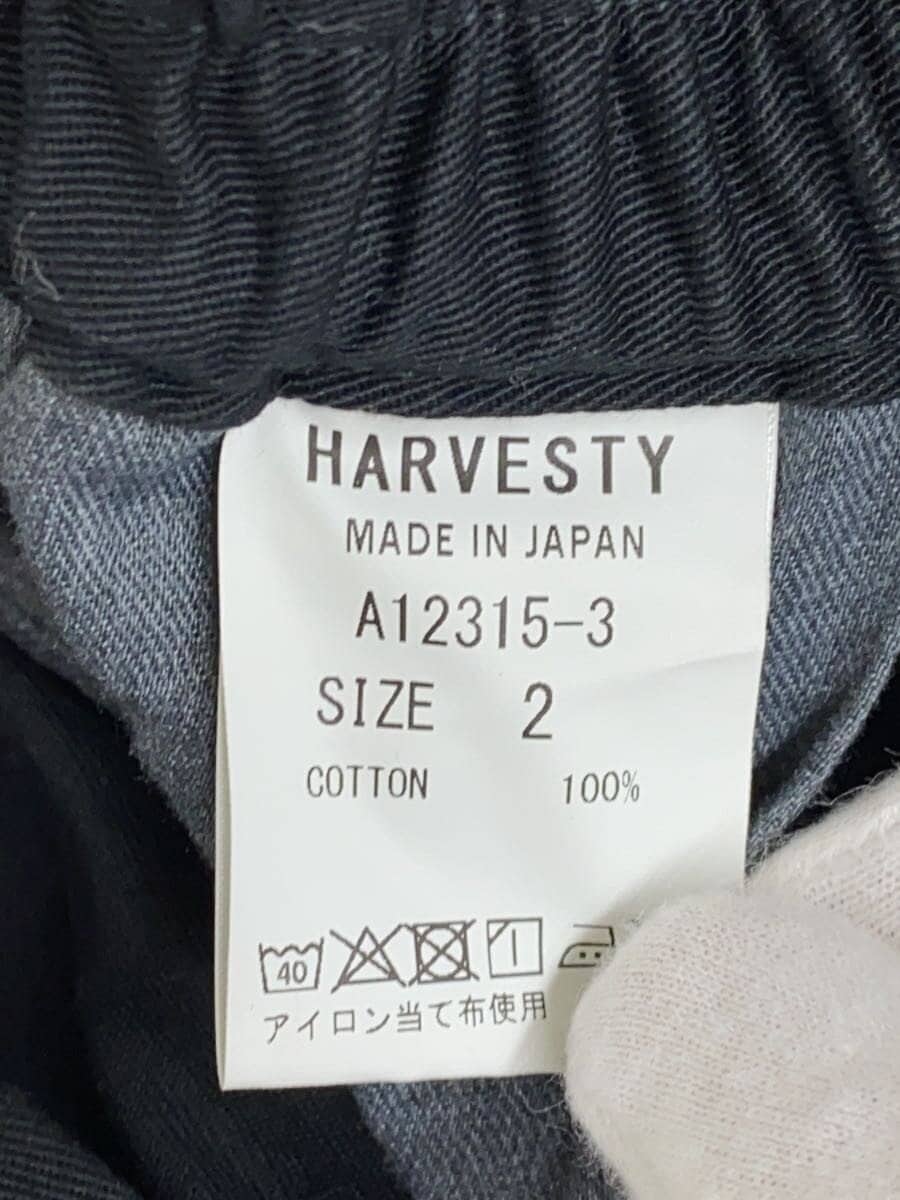 HARVESTY
MADE IN JAPAN
A12315-3
SIZE 2
COTTON 100%
40
アイロン当て布使用